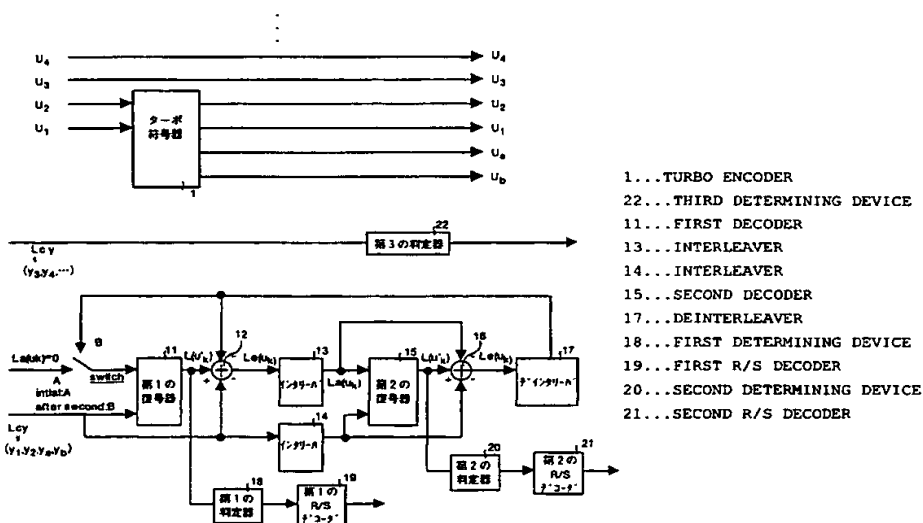 U4
U3
U2
U1
ターボ
符号器
1
U4
U3
U2
U1
Ua
Ub
22
第3の判定器
Lcy
(y3,y4,…)
La(uk)=0
B
A
switch
intial:A
after second:B
Lcy
(y1,y2,ya,yb)
11
第1の
復号器
L(u'k)
12
+
-
-
Le(uk)
13
インタリーバ
14
インタリーバ
La(uk)
15
第2の
復号器
L(u'k)
16
+
-
-
Le(uk)
17
デインタリーバ
18
第1の
判定器
19
第1の
R/S
デコーダ
20
第2の
判定器
21
第2の
R/S
デコーダ
1...TURBO ENCODER
22...THIRD DETERMINING DEVICE
11...FIRST DECODER
13...INTERLEAVER
14...INTERLEAVER
15...SECOND DECODER
17...DEINTERLEAVER
18...FIRST DETERMINING DEVICE
19...FIRST R/S DECODER
20...SECOND DETERMINING DEVICE
21...SECOND R/S DECODER